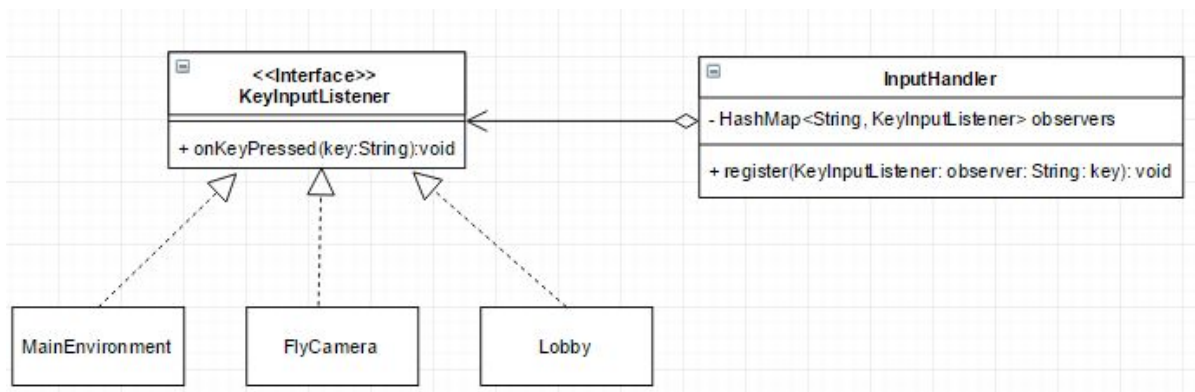 <<Interface>>
KeyInputListener
+ onKeyPressed(key:String):void
InputHandler
- HashMap<String, KeyInputListener> observers
+ register(KeyInputListener: observer: String: key): void
MainEnvironment
FlyCamera
Lobby